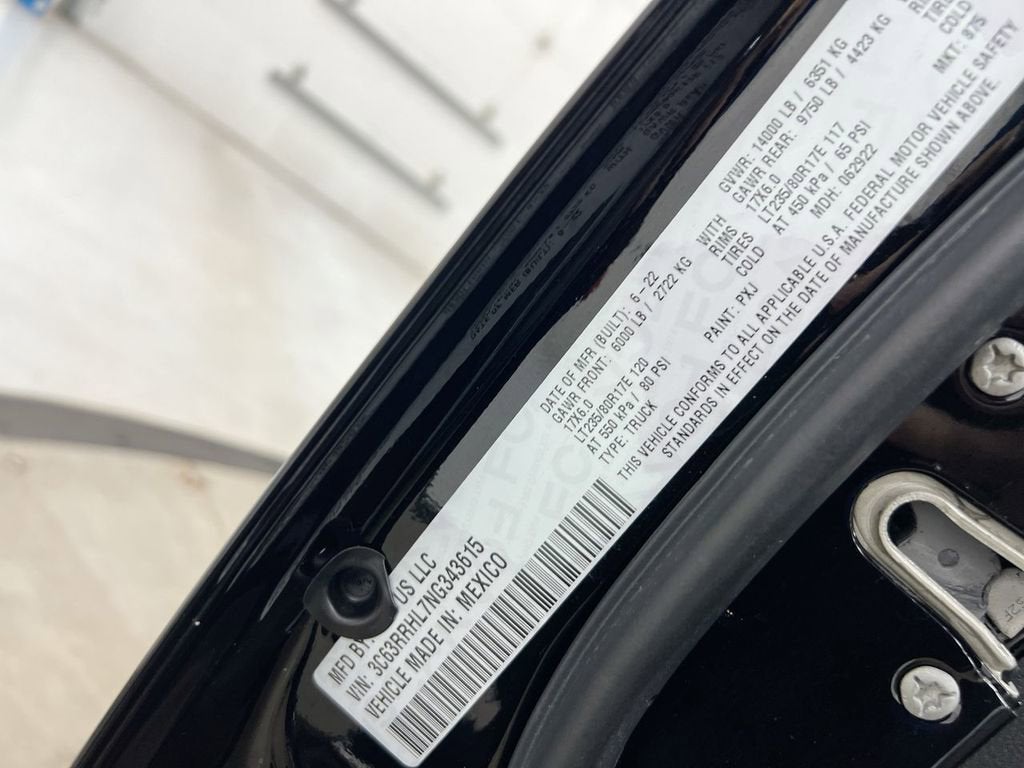 MFD BY: US LLC
DATE OF MFR (BUILT): 6 - 22 GVWR: 14000 LB / 6351 KG
GAWR FRONT: 6000 LB / 2722 KG WITH GAWR REAR: 9750 LB / 4423 KG
17X6.0 RIMS 17X6.0
LT235/80R17E 120 TIRES LT235/80R17E 117
AT 550 kPa / 80 PSI COLD AT 450 kPa / 65 PSI COLD
VIN: 3C63RRHL7NG343615 TYPE: TRUCK PAINT: PXJ MDH: 062922 MKT: 875
VEHICLE MADE IN: MEXICO
THIS VEHICLE CONFORMS TO ALL APPLICABLE U.S.A. FEDERAL MOTOR VEHICLE SAFETY
STANDARDS IN EFFECT ON THE DATE OF MANUFACTURE SHOWN ABOVE